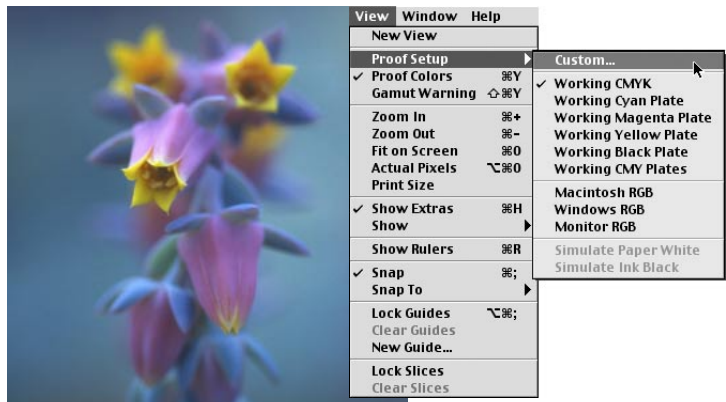 View Window Help
New View
Proof Setup
✓ Proof Colors ⌘Y
Gamut Warning ⇧⌘Y
Zoom In ⌘+
Zoom Out ⌘-
Fit on Screen ⌘0
Actual Pixels ⌥⌘0
Print Size
✓ Show Extras ⌘H
Show
Show Rulers ⌘R
✓ Snap ⌘;
Snap To
Lock Guides ⌥⌘;
Clear Guides
New Guide...
Lock Slices
Clear Slices
Custom...
✓ Working CMYK
Working Cyan Plate
Working Magenta Plate
Working Yellow Plate
Working Black Plate
Working CMY Plates
Macintosh RGB
Windows RGB
Monitor RGB
Simulate Paper White
Simulate Ink Black